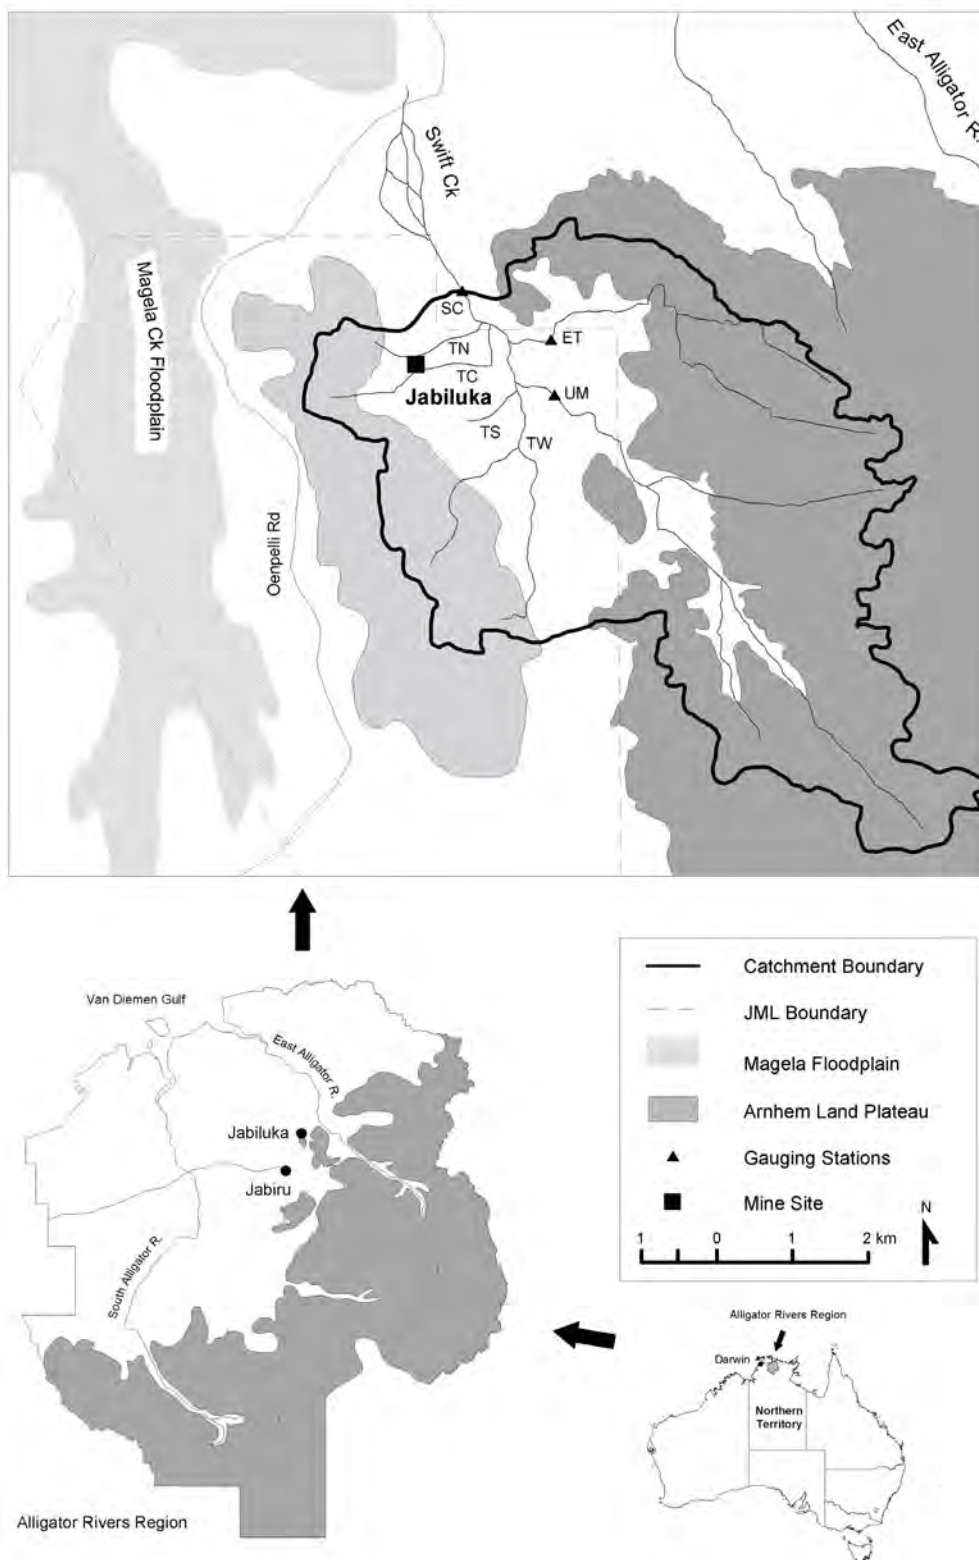 East Alligator R.
Swift Ck
Magela Ck Floodplain
SC
ET
TN
TC
Jabiluka
UM
TS
TW
Oenpelli Rd
Catchment Boundary
JML Boundary
Magela Floodplain
Arnhem Land Plateau
Gauging Stations
Mine Site
N
1 0 1 2 km
Van Diemen Gulf
East Alligator R.
Jabiluka
Jabiru
South Alligator R.
Alligator Rivers Region
Alligator Rivers Region
Darwin
Northern
Territory